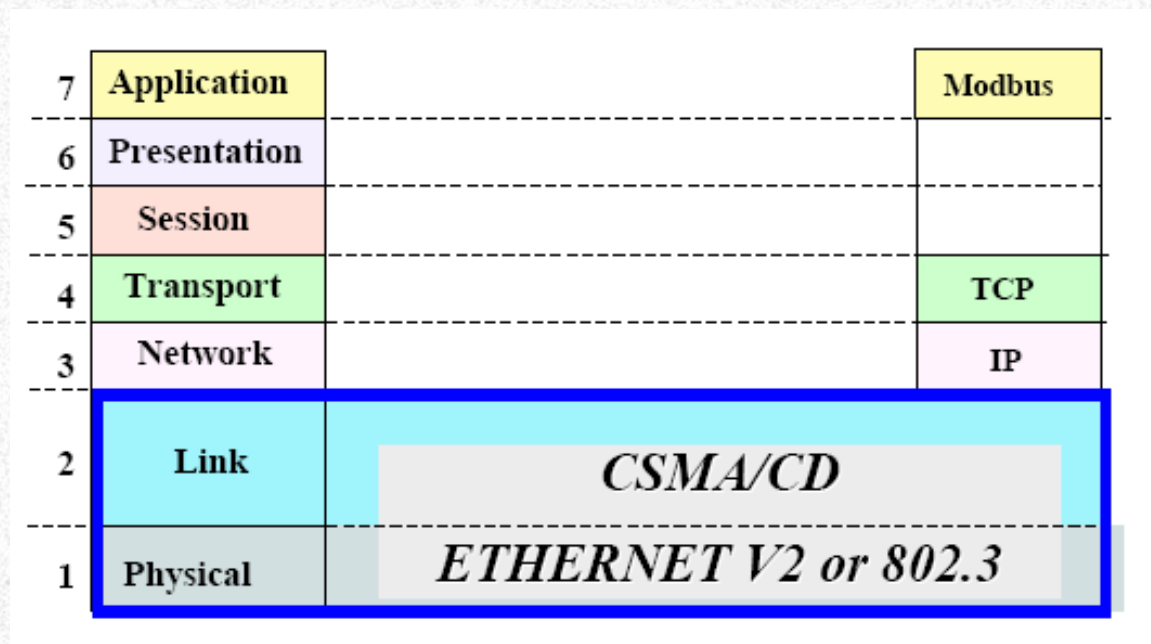 7 Application Modbus
6 Presentation
5 Session
4 Transport TCP
3 Network IP
2 Link CSMA/CD
1 Physical ETHERNET V2 or 802.3